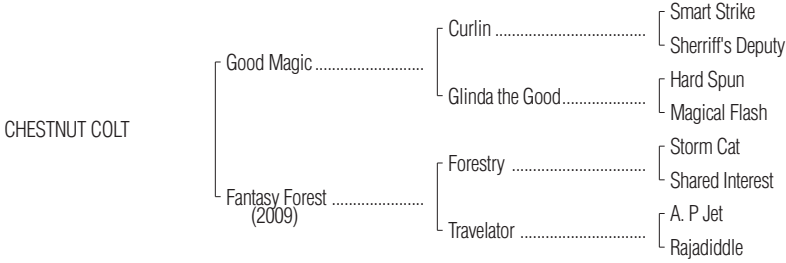 CHESTNUT COLT
Good Magic ........................
Fantasy Forest ....................
(2009)
Curlin .................................
Glinda the Good..................
Forestry .............................
Travelator ...........................
Smart Strike
Sherriff's Deputy
Hard Spun
Magical Flash
Storm Cat
Shared Interest
A. P Jet
Rajadiddle